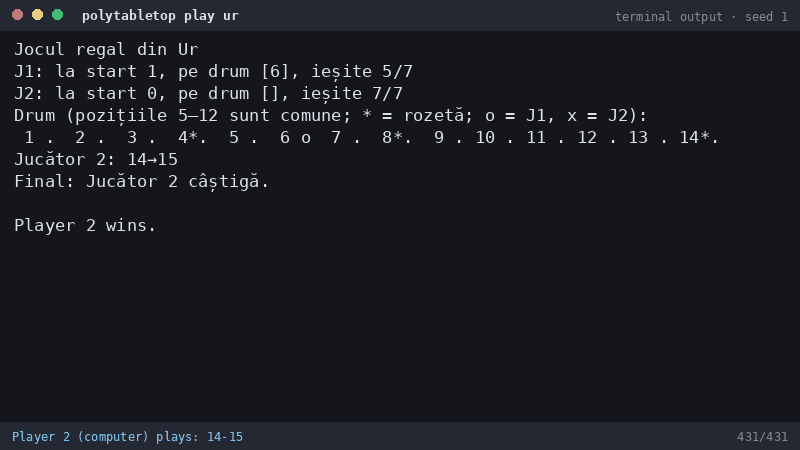 polytabletop play ur
terminal output · seed 1
Jocul regal din Ur
J1: la start 1, pe drum [6], ieșite 5/7
J2: la start 0, pe drum [], ieșite 7/7
Drum (pozițiile 5–12 sunt comune; * = rozetă; o = J1, x = J2):
1 .  2 .  3 .  4*.  5 .  6 o  7 .  8*.  9 . 10 . 11 . 12 . 13 . 14*.
Jucător 2: 14→15
Final: Jucător 2 câștigă.
Player 2 wins.
Player 2 (computer) plays: 14-15
431/431